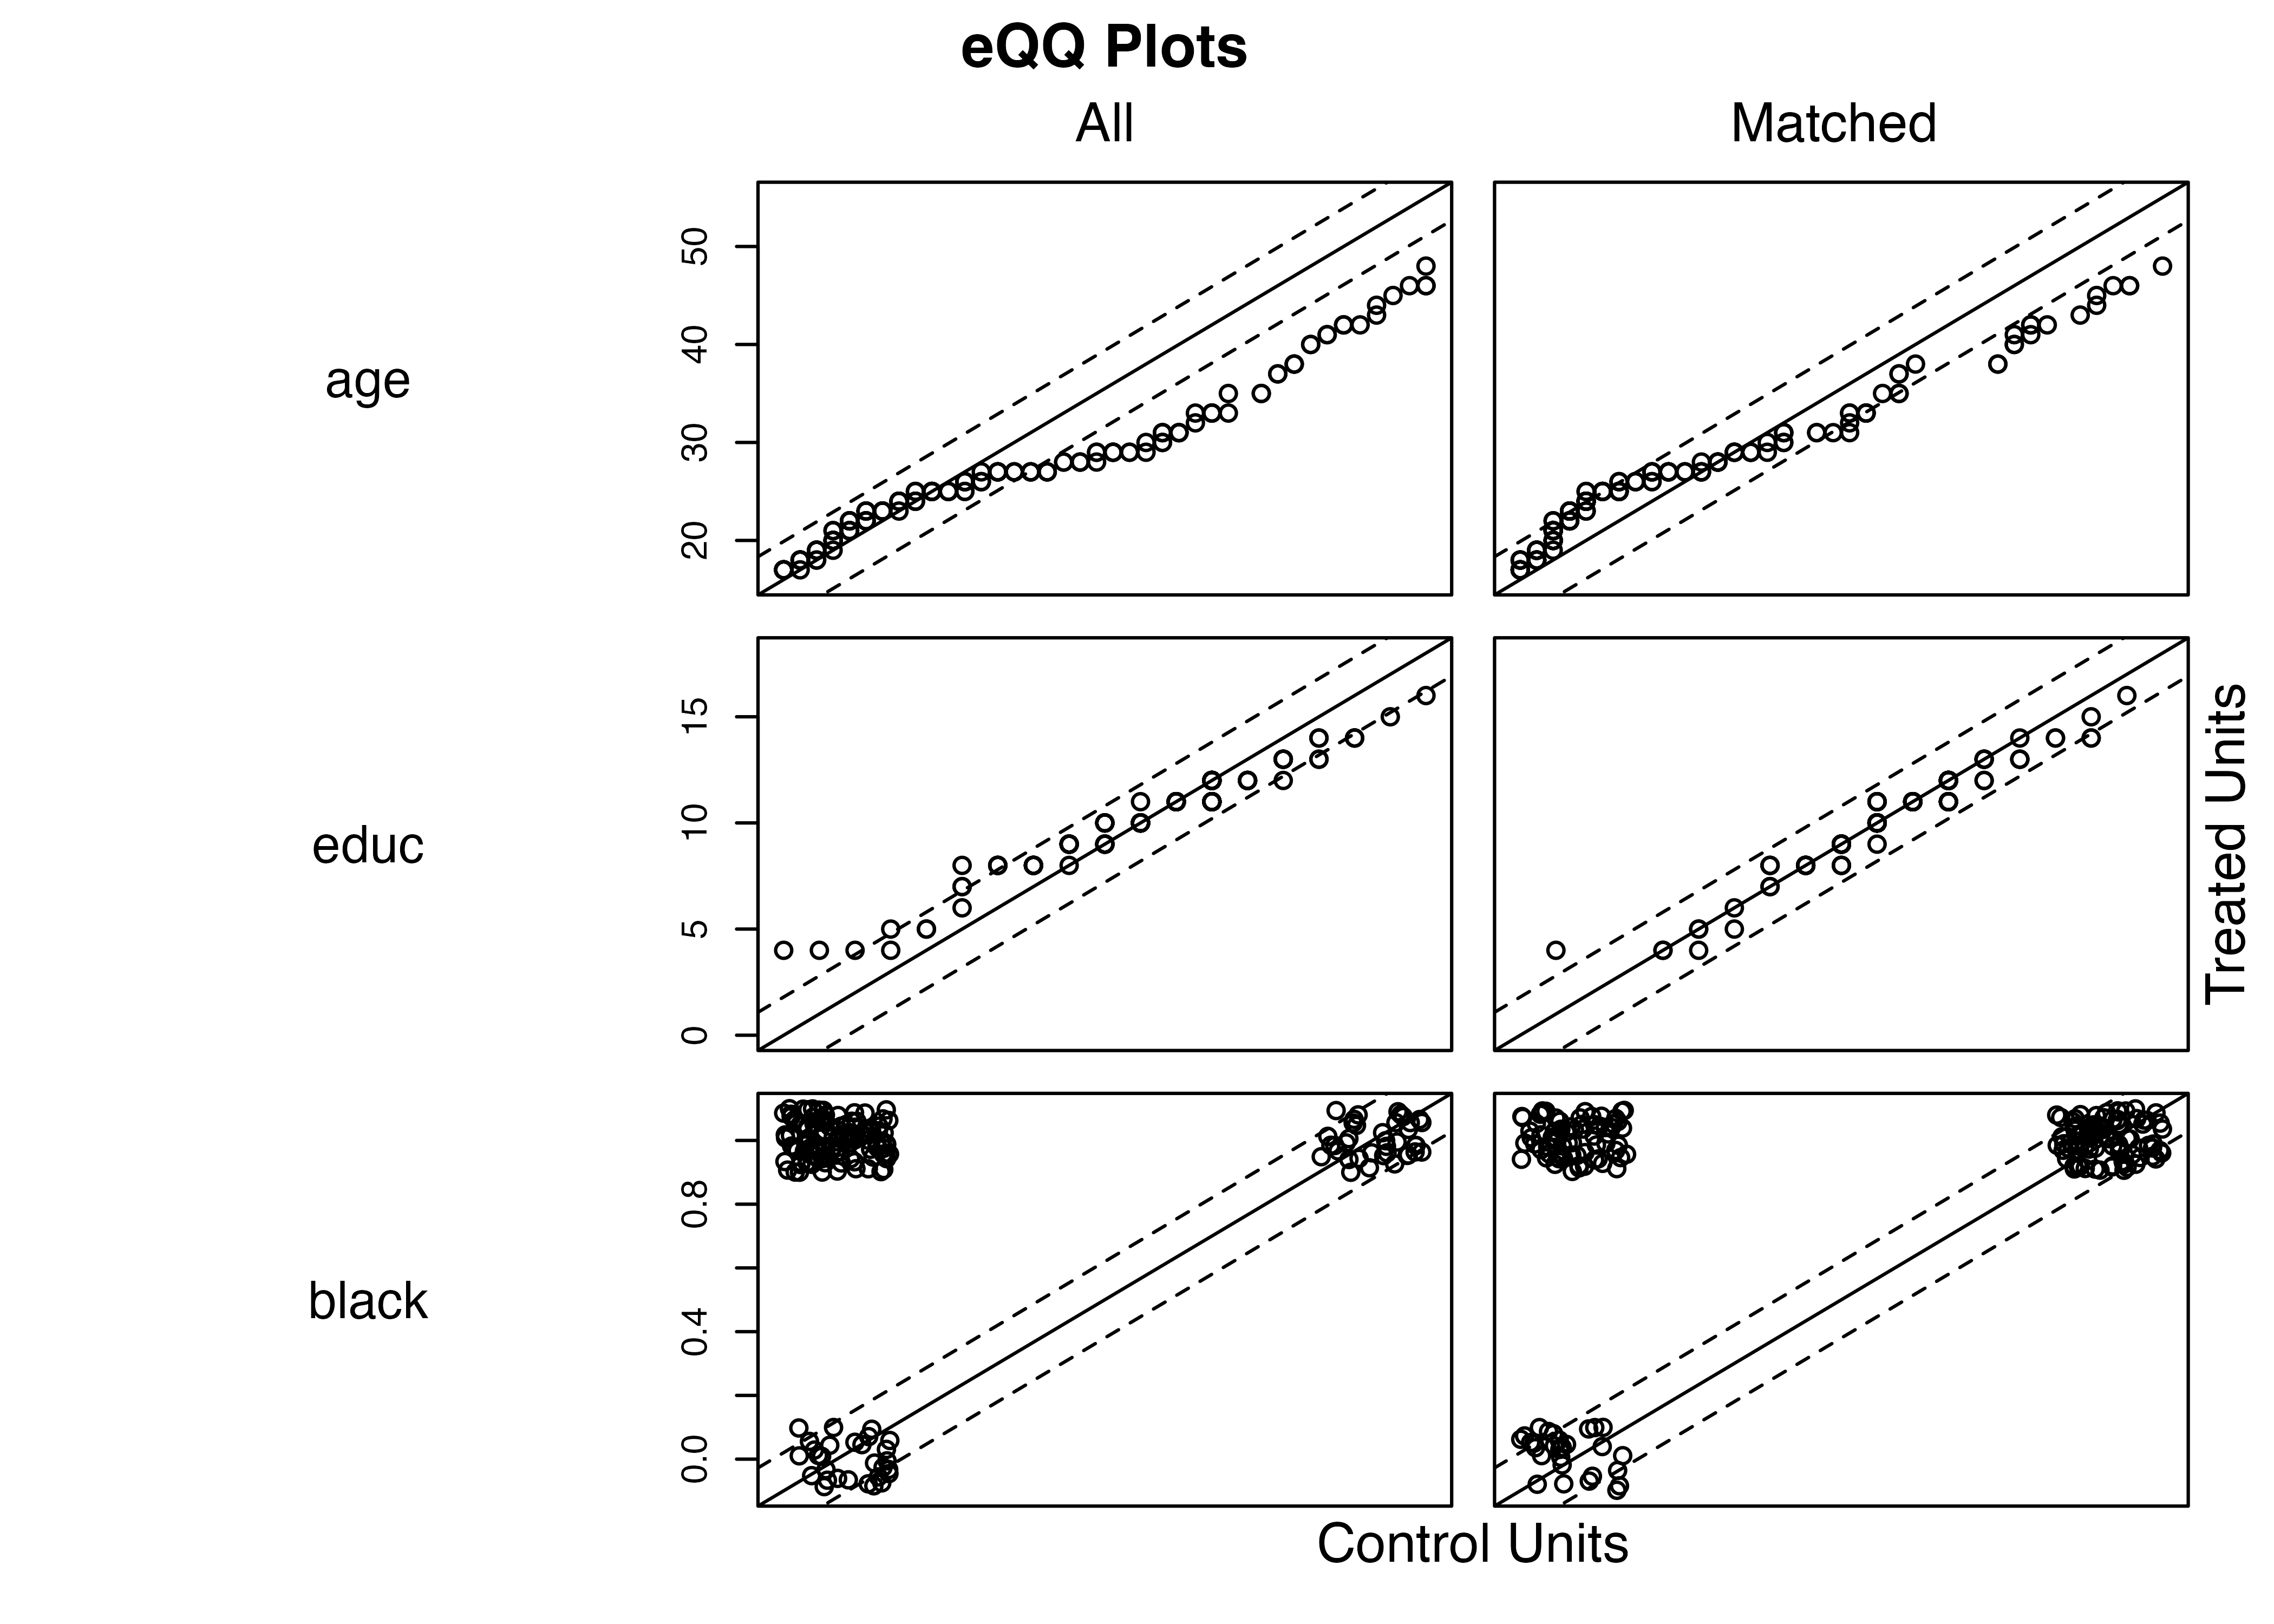 eQQ Plots
All
Matched
age
50
40
30
20
educ
15
10
5
0
Treated Units
black
0.8
0.4
0.0
Control Units